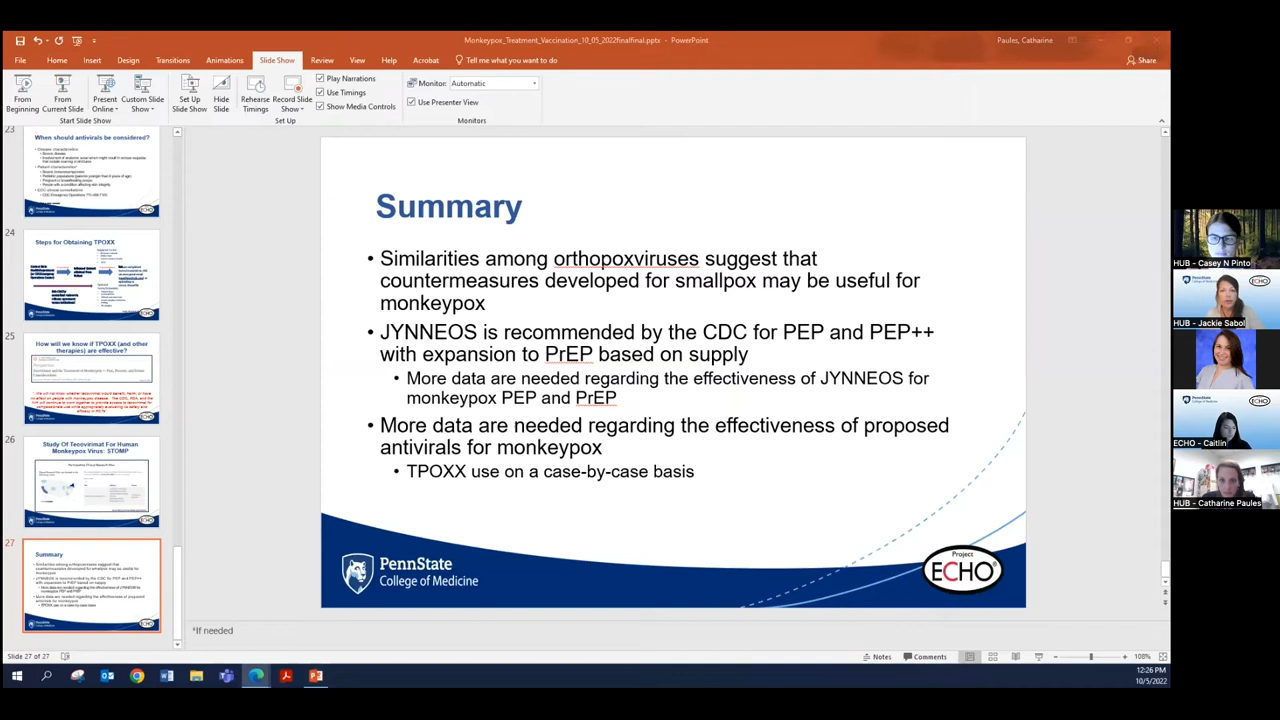 Monkeypox_Treatment_Vaccination_10_05_2022finalfinal.pptx - PowerPoint
Paules, Catharine
File Home Insert Design Transitions Animations Slide Show Review View Help Acrobat Tell me what you want to do
Share
From Beginning
From Current Slide
Present Online
Custom Slide Show
Start Slide Show
Set Up Slide Show
Hide Slide
Rehearse Timings
Record Slide Show
Play Narrations
Use Timings
Show Media Controls
Set Up
Monitor: Automatic
Use Presenter View
Monitors
23
When should antivirals be considered?
24
Steps for Obtaining TPOXX
25
How will we know if TPOXX (and other
therapies) are effective?
26
Study Of Tecovirimat For Human
Monkeypox Virus: STOMP
27
Summary
Summary
• Similarities among orthopoxviruses suggest that
countermeasures developed for smallpox may be useful for
monkeypox
• JYNNEOS is recommended by the CDC for PEP and PEP++
with expansion to PrEP based on supply
• More data are needed regarding the effectiveness of JYNNEOS for
monkeypox PEP and PrEP
• More data are needed regarding the effectiveness of proposed
antivirals for monkeypox
• TPOXX use on a case-by-case basis
PennState
College of Medicine
Project
ECHO®
*If needed
Slide 27 of 27
Notes
Comments
108%
12:26 PM
10/5/2022
HUB - Casey N Pinto
HUB - Jackie Sabol
ECHO - Caitlin
HUB - Catharine Paules